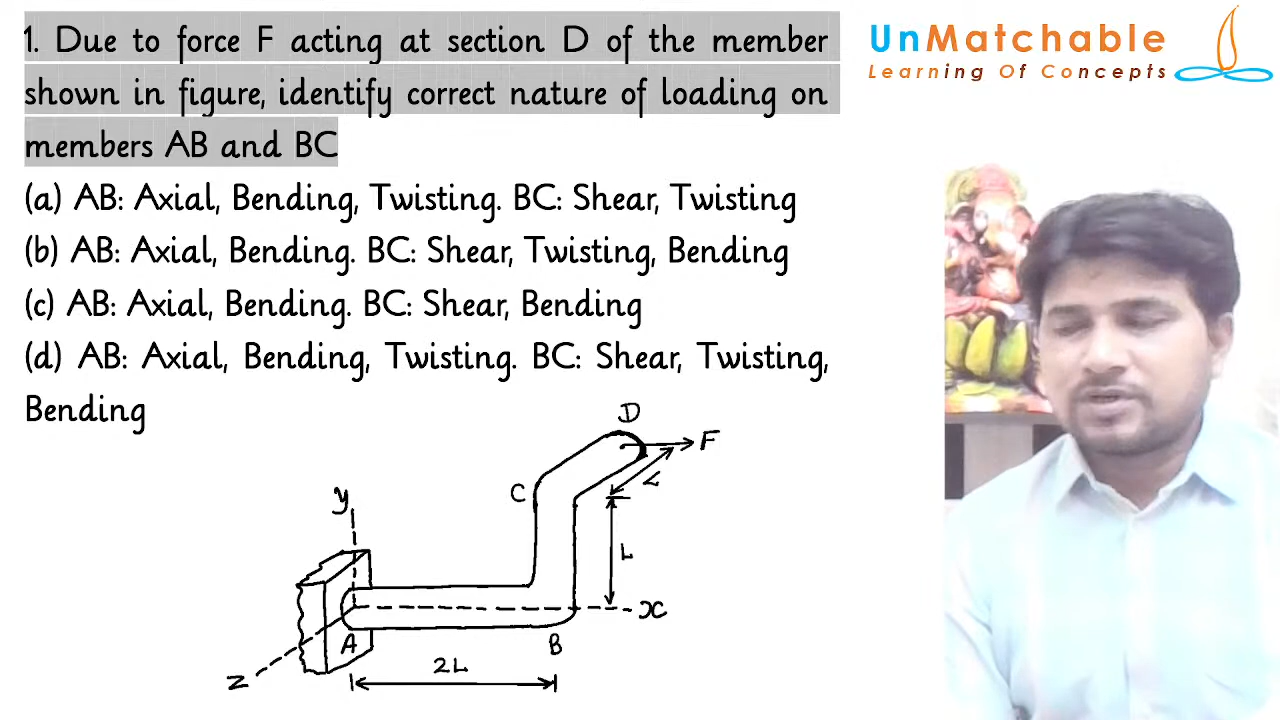 1. Due to force F acting at section D of the member
shown in figure, identify correct nature of loading on
members AB and BC
(a) AB: Axial, Bending, Twisting. BC: Shear, Twisting
(b) AB: Axial, Bending. BC: Shear, Twisting, Bending
(c) AB: Axial, Bending. BC: Shear, Bending
(d) AB: Axial, Bending, Twisting. BC: Shear, Twisting,
Bending
UnMatchable
Learning Of Concepts
D
F
L
C
y
L
x
A
B
z
2L